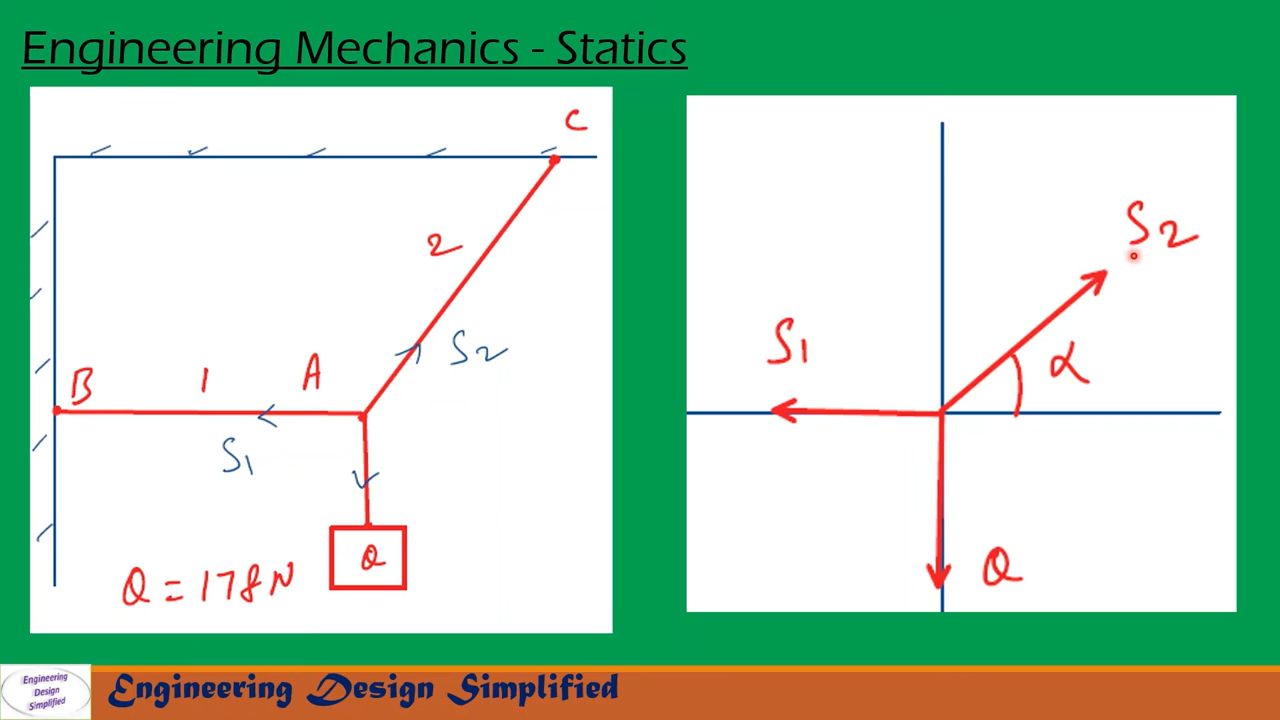 Engineering Mechanics - Statics
C
2
S2
B
1
A
S1
Q
Q = 178 N
S2
S1
α
Q
Engineering
Design
Simplified
Engineering Design Simplified